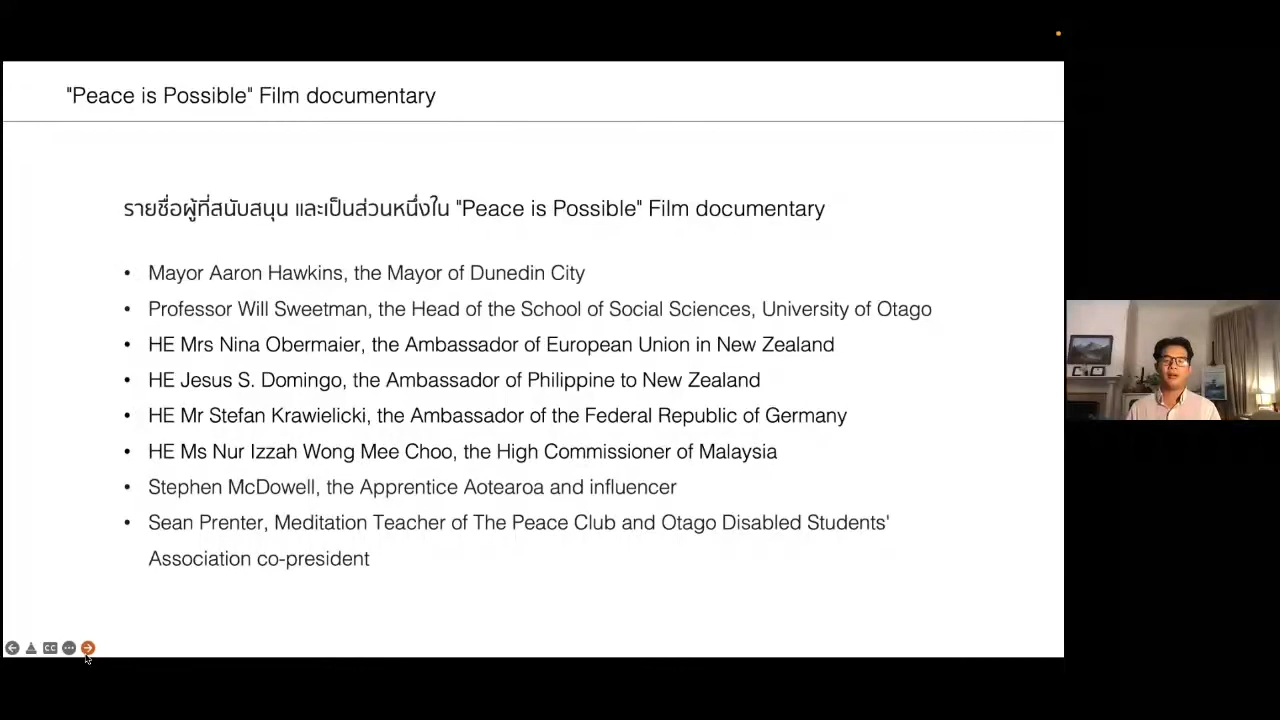 "Peace is Possible" Film documentary
รายชื่อผู้ที่สนับสนุน และเป็นส่วนหนึ่งใน "Peace is Possible" Film documentary
• Mayor Aaron Hawkins, the Mayor of Dunedin City
• Professor Will Sweetman, the Head of the School of Social Sciences, University of Otago
• HE Mrs Nina Obermaier, the Ambassador of European Union in New Zealand
• HE Jesus S. Domingo, the Ambassador of Philippine to New Zealand
• HE Mr Stefan Krawielicki, the Ambassador of the Federal Republic of Germany
• HE Ms Nur Izzah Wong Mee Choo, the High Commissioner of Malaysia
• Stephen McDowell, the Apprentice Aotearoa and influencer
• Sean Prenter, Meditation Teacher of The Peace Club and Otago Disabled Students'
Association co-president
CC